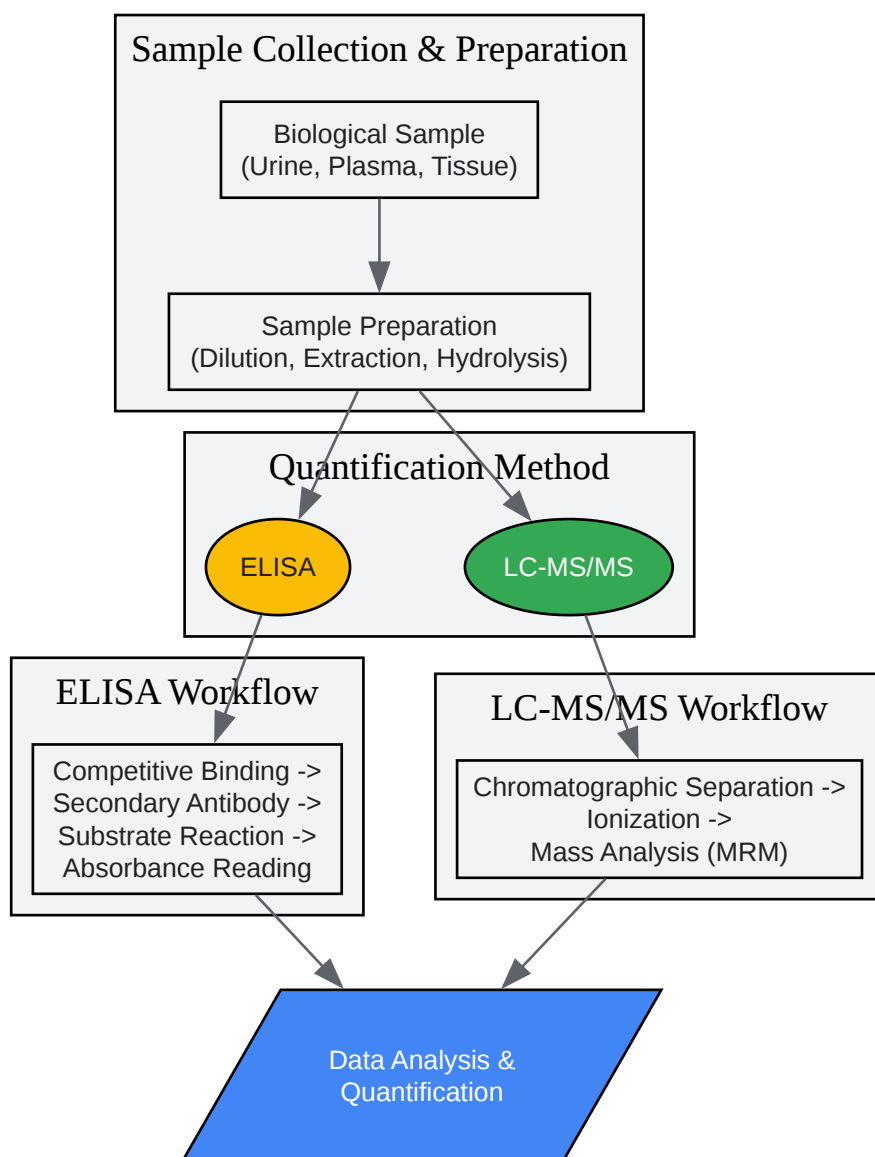 Sample Collection & Preparation
Biological Sample
(Urine, Plasma, Tissue)
Sample Preparation
(Dilution, Extraction, Hydrolysis)
Quantification Method
ELISA
LC-MS/MS
ELISA Workflow
Competitive Binding ->
Secondary Antibody ->
Substrate Reaction ->
Absorbance Reading
LC-MS/MS Workflow
Chromatographic Separation ->
Ionization ->
Mass Analysis (MRM)
Data Analysis &
Quantification